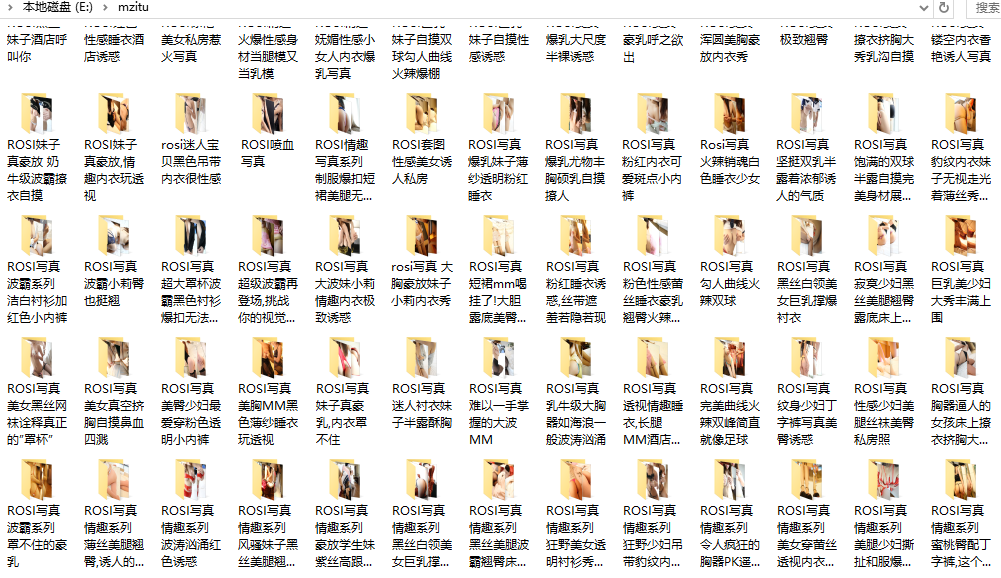 本地磁盘 (E:) > mzitu
搜索
妹子酒店呼
叫你
性感睡衣酒
店诱惑
美女私房惹
火写真
火爆性感身
材当腿模又
当乳模
妩媚性感小
女人内衣爆
乳写真
妹子自摸双
球勾人曲线
火辣爆棚
妹子自摸性
感诱惑
爆乳大尺度
半裸诱惑
豪乳呼之欲
出
浑圆美胸豪
放内衣秀
极致翘臀
撩衣挤胸大
秀乳沟自摸
镂空内衣香
艳诱人写真
ROSI妹子
真豪放 奶
牛级波霸撩
衣自摸
ROSI妹子
真豪放,情
趣内衣玩透
视
rosi迷人宝
贝黑色吊带
内衣很性感
ROSI喷血
写真
ROSI情趣
写真系列
制服爆扣短
裙美腿无...
ROSI套图
性感美女诱
人私房
ROSI写真
爆乳妹子薄
纱透明粉红
睡衣
ROSI写真
爆乳尤物丰
胸硕乳自摸
撩人
ROSI写真
粉红内衣可
爱斑点小内
裤
Rosi写真
火辣销魂白
色睡衣少女
ROSI写真
坚挺双乳半
露着浓郁诱
人的气质
ROSI写真
饱满的双球
半露自摸完
美身材展...
ROSI写真
豹纹内衣妹
子无视走光
着薄丝秀...
ROSI写真
波霸系列
洁白衬衫加
红色小内裤
ROSI写真
波霸小莉臀
也挺翘
ROSI写真
超大罩杯波
霸黑色衬衫
爆扣无法...
ROSI写真
超级波霸再
登场,挑战
你的视觉...
ROSI写真
大波妹小莉
情趣内衣极
致诱惑
rosi写真 大
胸豪放妹子
小莉内衣秀
ROSI写真
短裙mm喝
挂了!大胆
露底美臀...
ROSI写真
粉红睡衣诱
惑,丝带遮
羞若隐若现
ROSI写真
粉色性感蕾
丝睡衣豪乳
翘臀火辣...
ROSI写真
勾人曲线火
辣双球
ROSI写真
黑丝白领美
女巨乳撑爆
衬衣
ROSI写真
寂寞少妇黑
丝美腿翘臀
露底床上...
ROSI写真
巨乳美少妇
大秀丰满上
围
ROSI写真
美女黑丝网
袜诠释真正
的“罩杯”
ROSI写真
美女真空挤
胸自摸鼻血
四溅
ROSI写真
美臀少妇最
爱穿粉色透
明小内裤
ROSI写真
美胸MM黑
色薄纱睡衣
玩透视
ROSI写真
妹子真豪
乳,内衣罩
不住
ROSI写真
迷人衬衣妹
子半露酥胸
ROSI写真
难以一手掌
握的大波
MM
ROSI写真
乳牛级大胸
器如海浪一
般波涛汹涌
ROSI写真
透视情趣睡
衣,长腿
MM酒店...
ROSI写真
完美曲线火
辣双峰简直
就像足球
ROSI写真
纹身少妇丁
字裤写真美
臀诱惑
ROSI写真
性感少妇美
腿丝袜美臀
私房照
ROSI写真
胸器逼人的
女孩床上撩
衣挤胸大...
ROSI写真
波霸系列
罩不住的豪
乳
ROSI写真
情趣系列
薄丝美腿翘
臀,诱人的...
ROSI写真
情趣系列
波涛汹涌红
色诱惑
ROSI写真
情趣系列
风骚妹子黑
丝美腿翘...
ROSI写真
情趣系列
豪放学生妹
紫丝高跟...
ROSI写真
情趣系列
黑丝白领美
女巨乳撑...
ROSI写真
情趣系列
黑丝美腿波
霸翘臀床...
ROSI写真
情趣系列
狂野美女透
明衬衫秀...
ROSI写真
情趣系列
狂野少妇吊
带豹纹内...
ROSI写真
情趣系列
令人疯狂的
胸器PK逼...
ROSI写真
情趣系列
美女穿蕾丝
透视内衣...
ROSI写真
情趣系列
美腿少妇撕
扯和服爆...
ROSI写真
情趣系列
蜜桃臀配丁
字裤,这个...